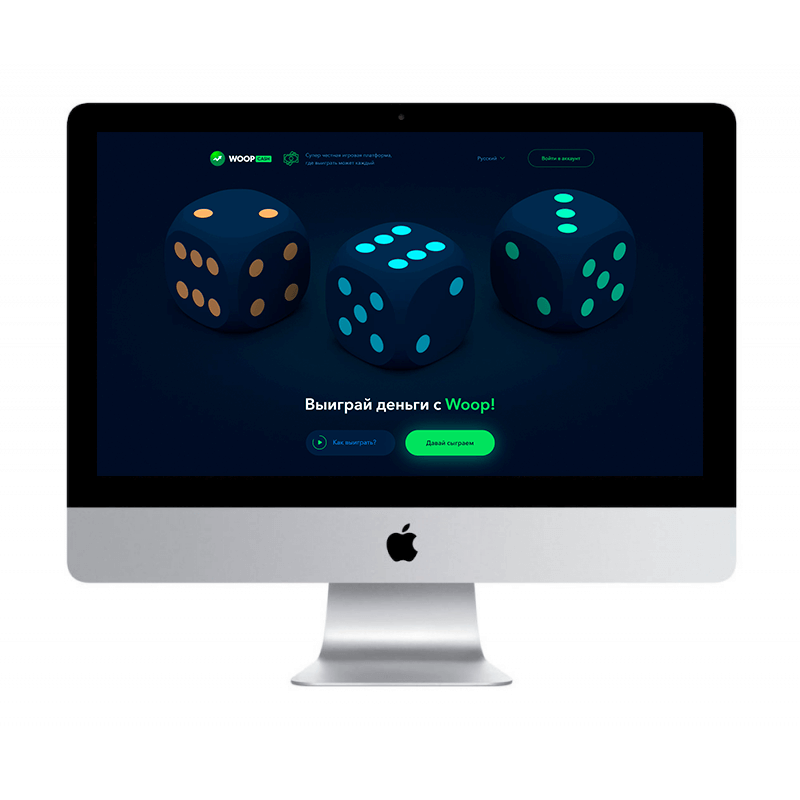 WOOP CASH
Супер честная игровая платформа,
где выиграть может каждый
Русский
Войти в аккаунт
Выиграй деньги с Woop!
Как выиграть?
Давай сыграем